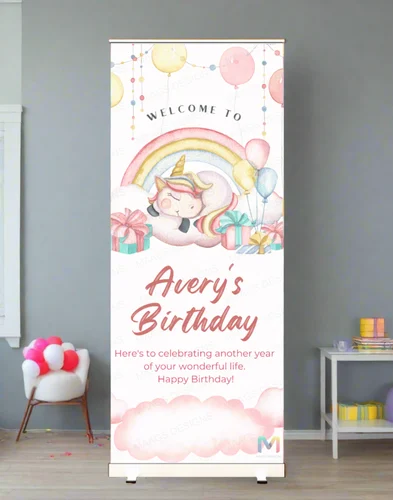 WELCOME TO
Avery's
Birthday
Here's to celebrating another year
of your wonderful life.
Happy Birthday!